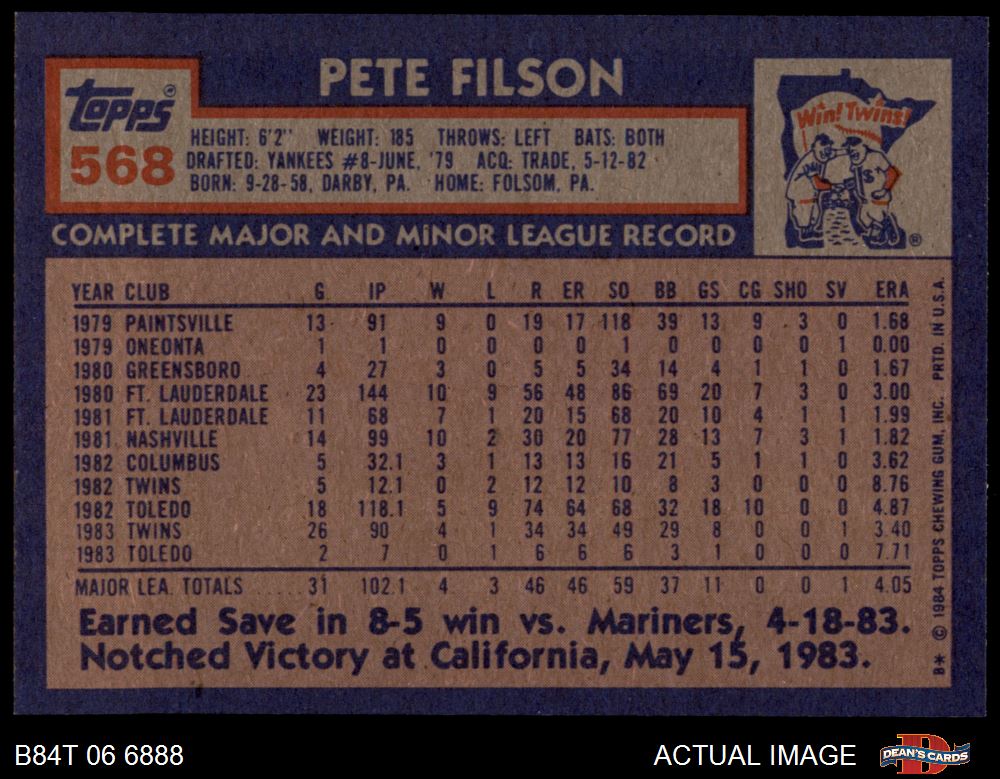 PETE FILSON
Topps
568
HEIGHT: 6'2" WEIGHT: 185 THROWS: LEFT BATS: BOTH
DRAFTED: YANKEES #8-JUNE, '79 ACQ: TRADE, 5-12-82
BORN: 9-28-58, DARBY, PA. HOME: FOLSOM, PA.
Win! Twins!
®
COMPLETE MAJOR AND MINOR LEAGUE RECORD
YEAR CLUB G IP W L R ER SO BB GS CG SHO SV ERA
1979 PAINTSVILLE 13 91 9 0 19 17 118 39 13 9 3 0 1.68
1979 ONEONTA 1 1 0 0 0 0 1 0 0 0 0 1 0.00
1980 GREENSBORO 4 27 3 0 5 5 34 14 4 1 1 0 1.67
1980 FT. LAUDERDALE 23 144 10 9 56 48 86 69 20 7 3 0 3.00
1981 FT. LAUDERDALE 11 68 7 1 20 15 68 20 10 4 1 1 1.99
1981 NASHVILLE 14 99 10 2 30 20 77 28 13 7 3 1 1.82
1982 COLUMBUS 5 32.1 3 1 13 13 16 21 5 1 1 0 3.62
1982 TWINS 5 12.1 0 2 12 12 10 8 3 0 0 0 8.76
1982 TOLEDO 18 118.1 5 9 74 64 68 32 18 10 0 0 4.87
1983 TWINS 26 90 4 1 34 34 49 29 8 0 0 1 3.40
1983 TOLEDO 2 7 0 1 6 6 6 3 1 0 0 0 7.71
MAJOR LEA. TOTALS 31 102.1 4 3 46 46 59 37 11 0 0 1 4.05
Earned Save in 8-5 win vs. Mariners, 4-18-83.
Notched Victory at California, May 15, 1983.
B* © 1984 TOPPS CHEWING GUM, INC. PRTD. IN U.S.A.
B84T 06 6888
ACTUAL IMAGE
DEAN'S CARDS